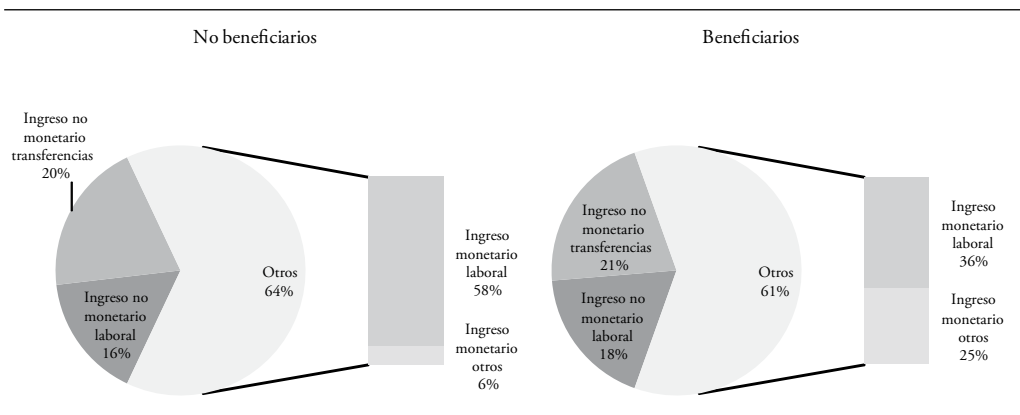 No beneficiarios
Ingreso no
monetario
transferencias
20%
Ingreso no
monetario
laboral
16%
Otros
64%
Ingreso
monetario
laboral
58%
Ingreso
monetario
otros
6%
Beneficiarios
Ingreso no
monetario
transferencias
21%
Ingreso no
monetario
laboral
18%
Otros
61%
Ingreso
monetario
laboral
36%
Ingreso
monetario
otros
25%